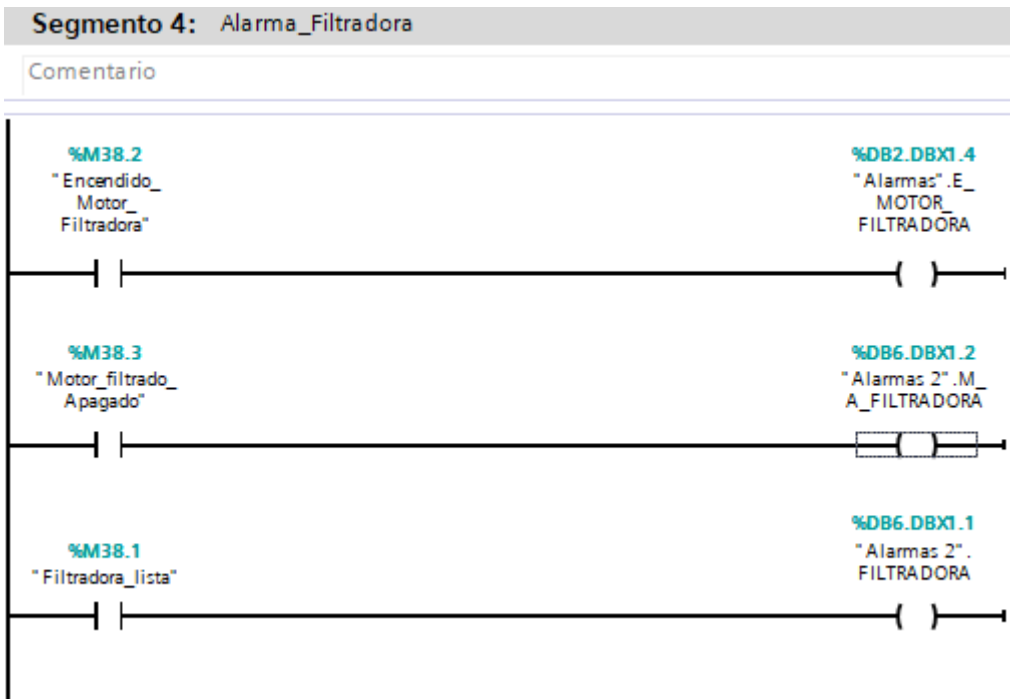 Segmento 4: Alarma_Filtradora
Comentario
%M38.2
"Encendido_
Motor_
Filtradora"
%DB2.DBX1.4
"Alarmas".E_
MOTOR_
FILTRADORA
%M38.3
"Motor_filtrado_
Apagado"
%DB6.DBX1.2
"Alarmas 2".M_
A_FILTRADORA
%M38.1
"Filtradora_lista"
%DB6.DBX1.1
"Alarmas 2".
FILTRADORA